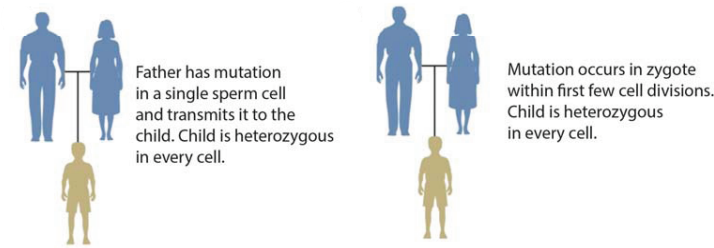 Father has mutation
in a single sperm cell
and transmits it to the
child. Child is heterozygous
in every cell.
Mutation occurs in zygote
within first few cell divisions.
Child is heterozygous
in every cell.